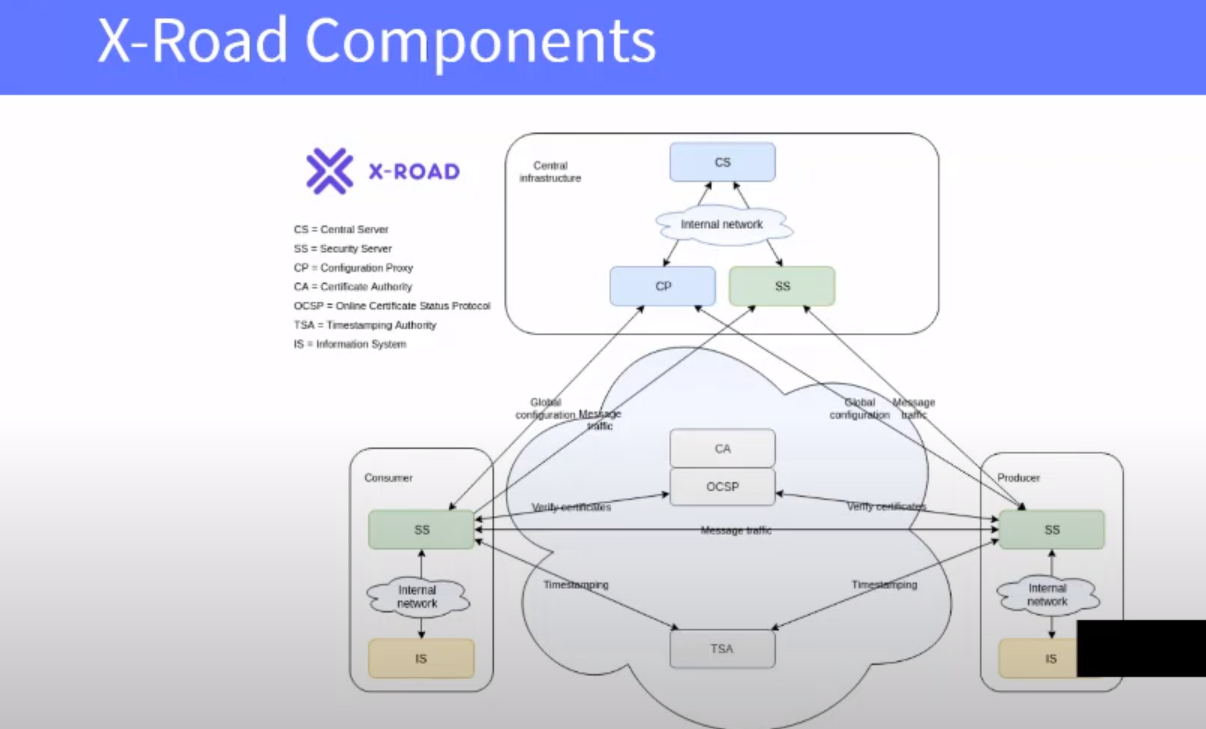 X-Road Components
X-ROAD
CS = Central Server
SS = Security Server
CP = Configuration Proxy
CA = Certificate Authority
OCSP = Online Certificate Status Protocol
TSA = Timestamping Authority
IS = Information System
Central
infrastructure
CS
Internal network
CP
SS
Global
configuration
Message
traffic
Global
configuration
Message
traffic
CA
OCSP
Consumer
SS
Internal
network
IS
Verify certificates
Verify certificates
Message traffic
Timestamping
Timestamping
TSA
Producer
SS
Internal
network
IS